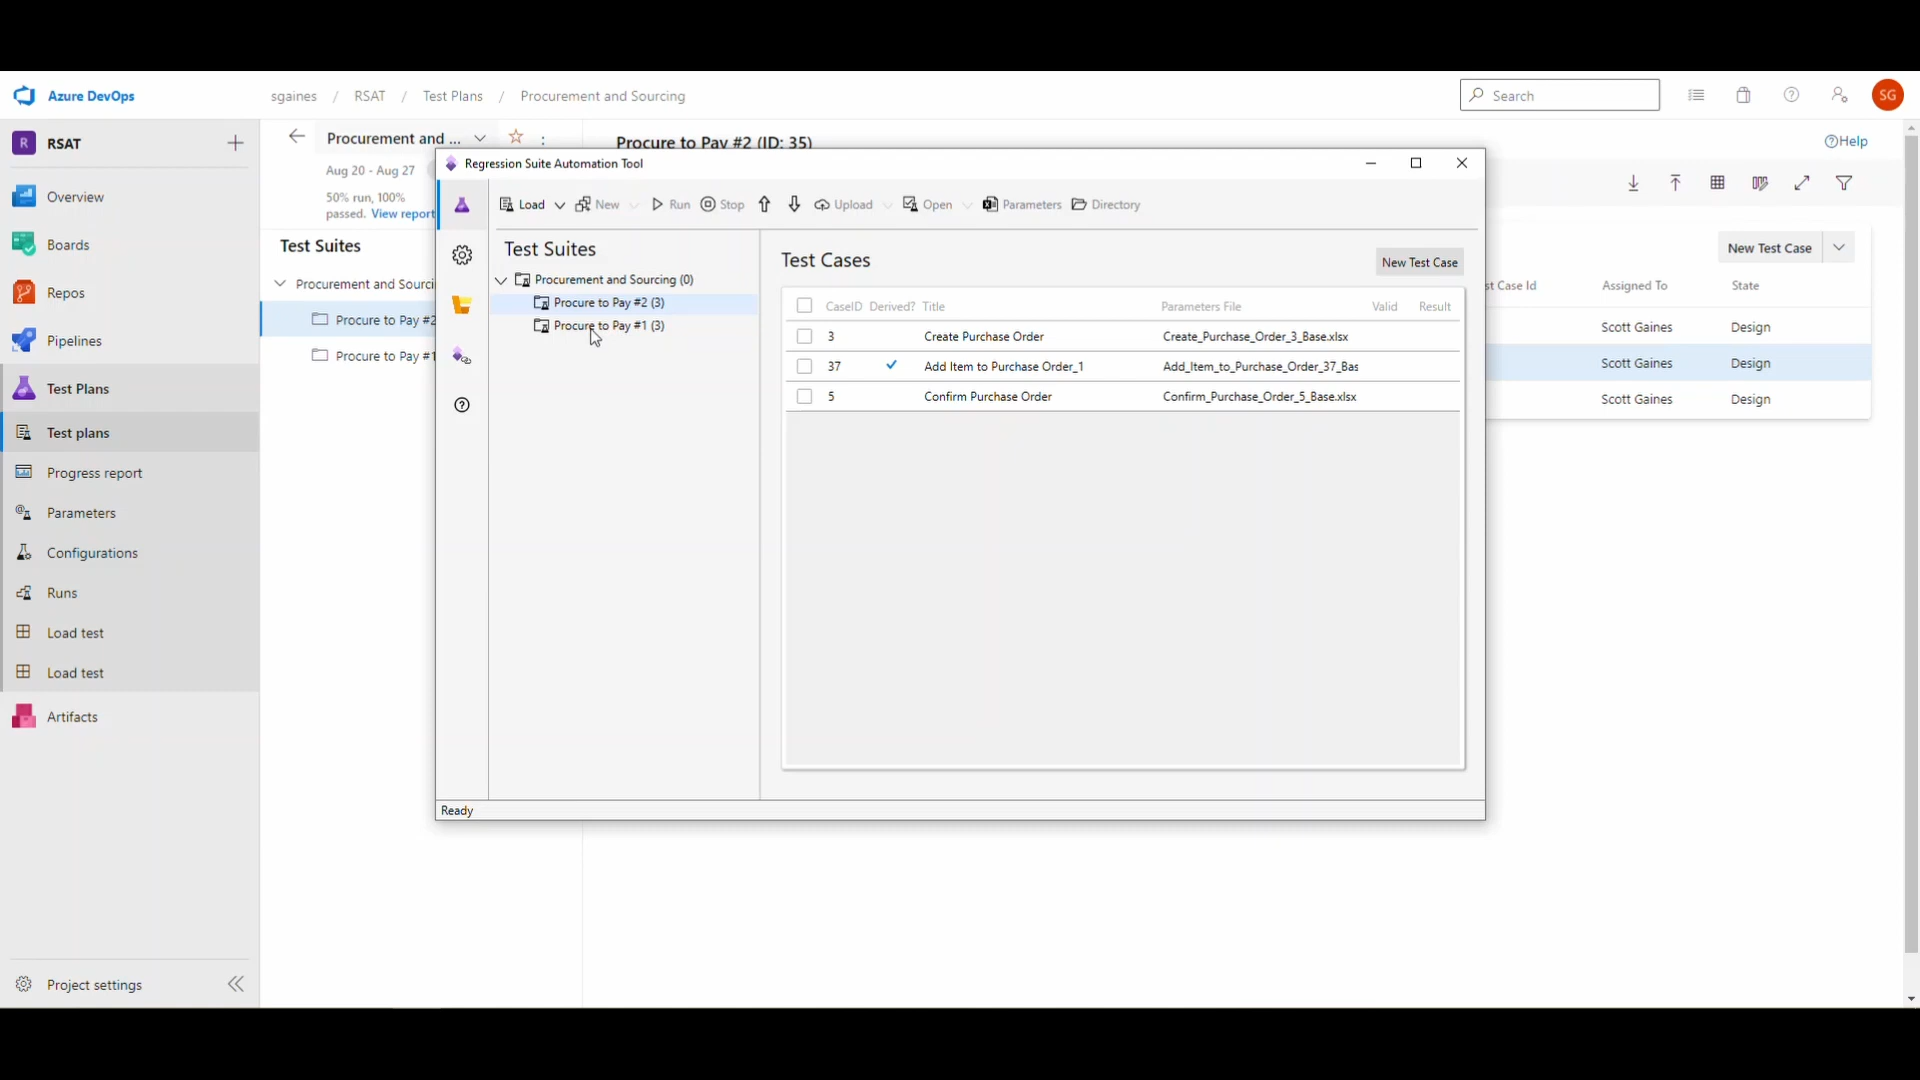 Azure DevOps
sgaines / RSAT / Test Plans / Procurement and Sourcing
Search
SG
R RSAT
Overview
Boards
Repos
Pipelines
Test Plans
Test plans
Progress report
Parameters
Configurations
Runs
Load test
Load test
Artifacts
Project settings
Procurement and ...
Aug 20 - Aug 27
50% run, 100%
passed. View report
Test Suites
Procurement and Sourci
Procure to Pay #2
Procure to Pay #1
Procure to Pay #2 (ID: 35)
Help
Regression Suite Automation Tool
Load New Run Stop Upload Open Parameters Directory
Test Suites
Procurement and Sourcing (0)
Procure to Pay #2 (3)
Procure to Pay #1 (3)
Test Cases
New Test Case
CaseID Derived? Title Parameters File Valid Result
3 Create Purchase Order Create_Purchase_Order_3_Base.xlsx
37 Add Item to Purchase Order_1 Add_Item_to_Purchase_Order_37_Bas
5 Confirm Purchase Order Confirm_Purchase_Order_5_Base.xlsx
Ready
New Test Case
st Case Id Assigned To State
Scott Gaines Design
Scott Gaines Design
Scott Gaines Design